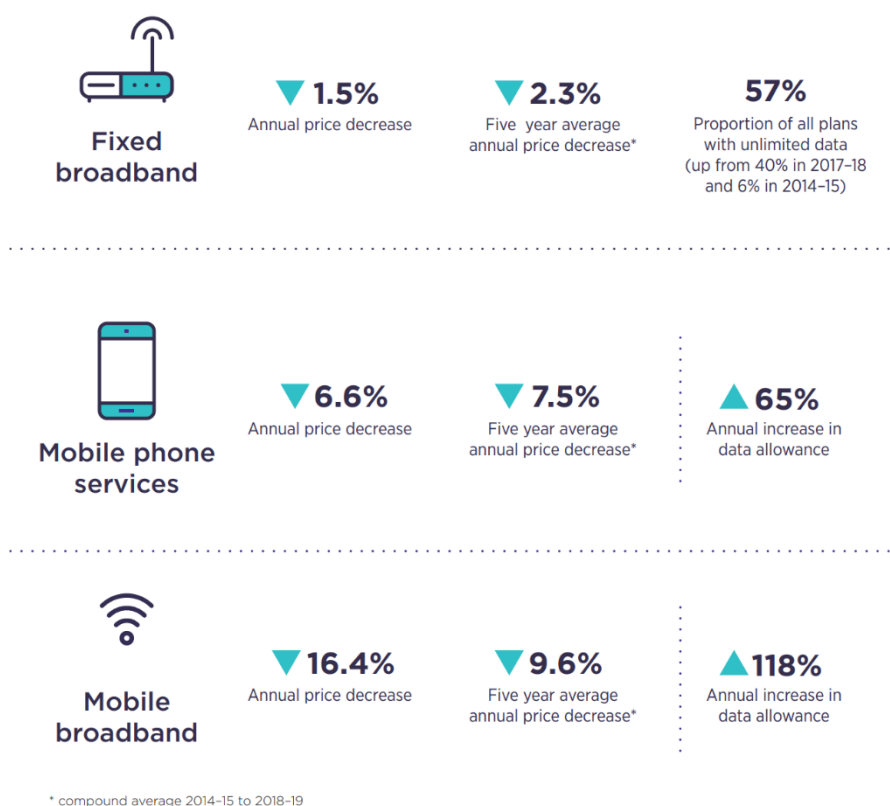 Fixed
broadband
▼ 1.5%
Annual price decrease
▼ 2.3%
Five year average
annual price decrease*
57%
Proportion of all plans
with unlimited data
(up from 40% in 2017–18
and 6% in 2014–15)
Mobile phone
services
▼ 6.6%
Annual price decrease
▼ 7.5%
Five year average
annual price decrease*
▲ 65%
Annual increase in
data allowance
Mobile
broadband
▼ 16.4%
Annual price decrease
▼ 9.6%
Five year average
annual price decrease*
▲ 118%
Annual increase in
data allowance
* compound average 2014–15 to 2018–19